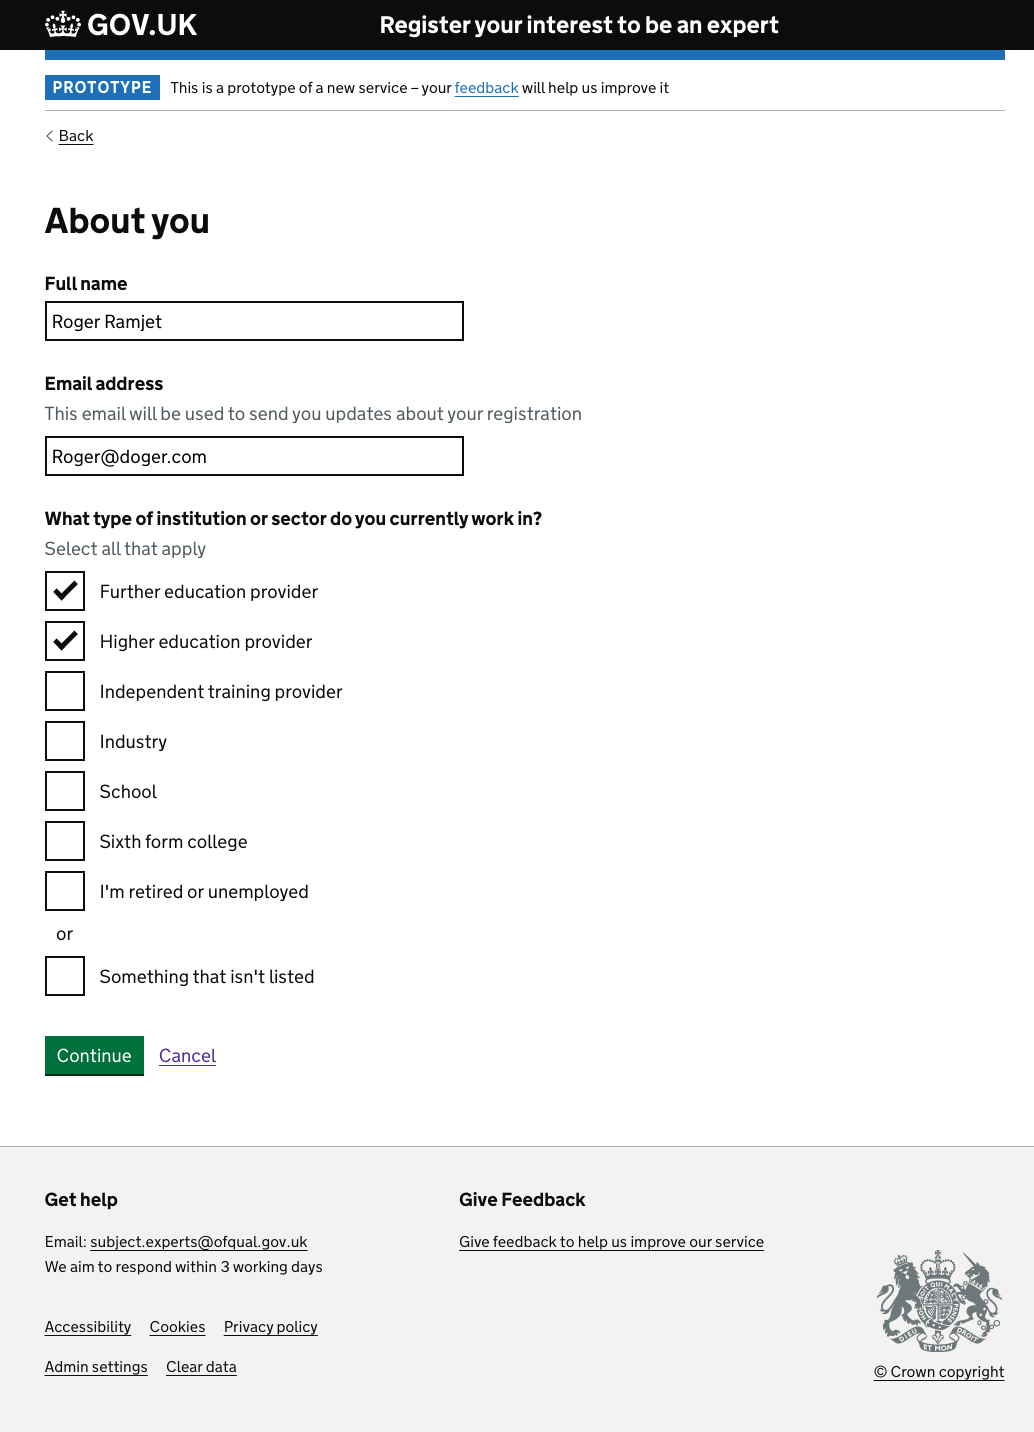 GOV.UK
Register your interest to be an expert
PROTOTYPE This is a prototype of a new service – your feedback will help us improve it
Back
About you
Full name
Roger Ramjet
Email address
This email will be used to send you updates about your registration
Roger@doger.com
What type of institution or sector do you currently work in?
Select all that apply
Further education provider
Higher education provider
Independent training provider
Industry
School
Sixth form college
I'm retired or unemployed
or
Something that isn't listed
Continue Cancel
Get help
Email: subject.experts@ofqual.gov.uk
We aim to respond within 3 working days
Give Feedback
Give feedback to help us improve our service
Accessibility Cookies Privacy policy
Admin settings Clear data
DIEU ET MON DROIT
© Crown copyright